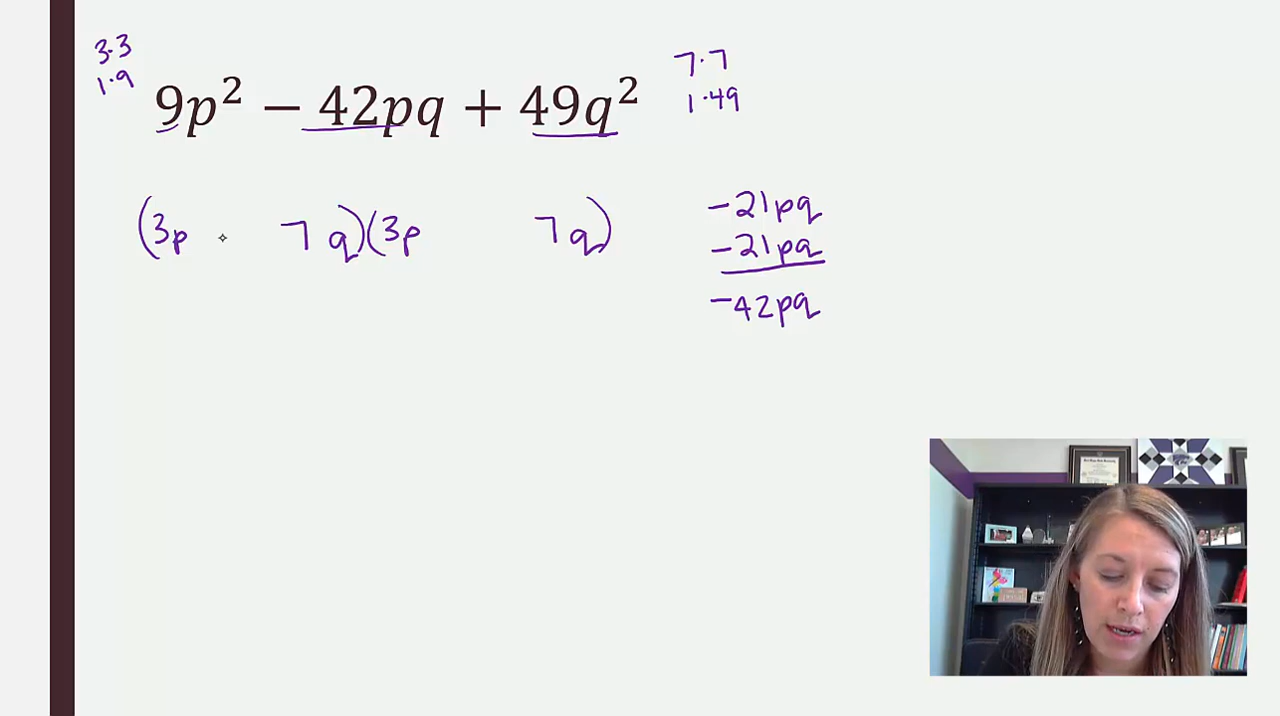 3·3
1·9
9p² − 42pq + 49q²
7·7
1·49
(3p 7q)(3p 7q)
-21pq
-21pq
-42pq